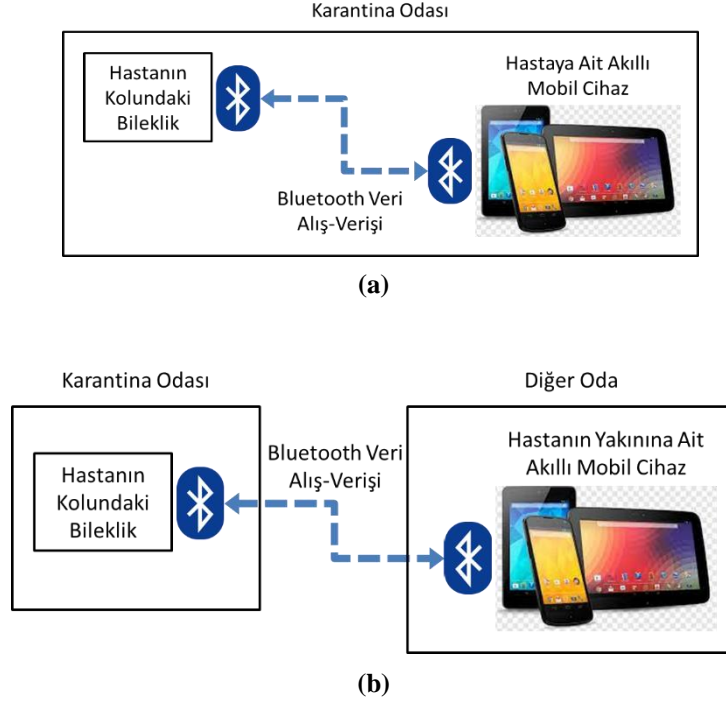 Karantina Odası
Hastanın
Kolundaki
Bileklik
Hastaya Ait Akıllı
Mobil Cihaz
Bluetooth Veri
Alış-Verişi
(a)
Karantina Odası
Diğer Oda
Hastanın
Kolundaki
Bileklik
Bluetooth Veri
Alış-Verişi
Hastanın Yakınına Ait
Akıllı Mobil Cihaz
(b)